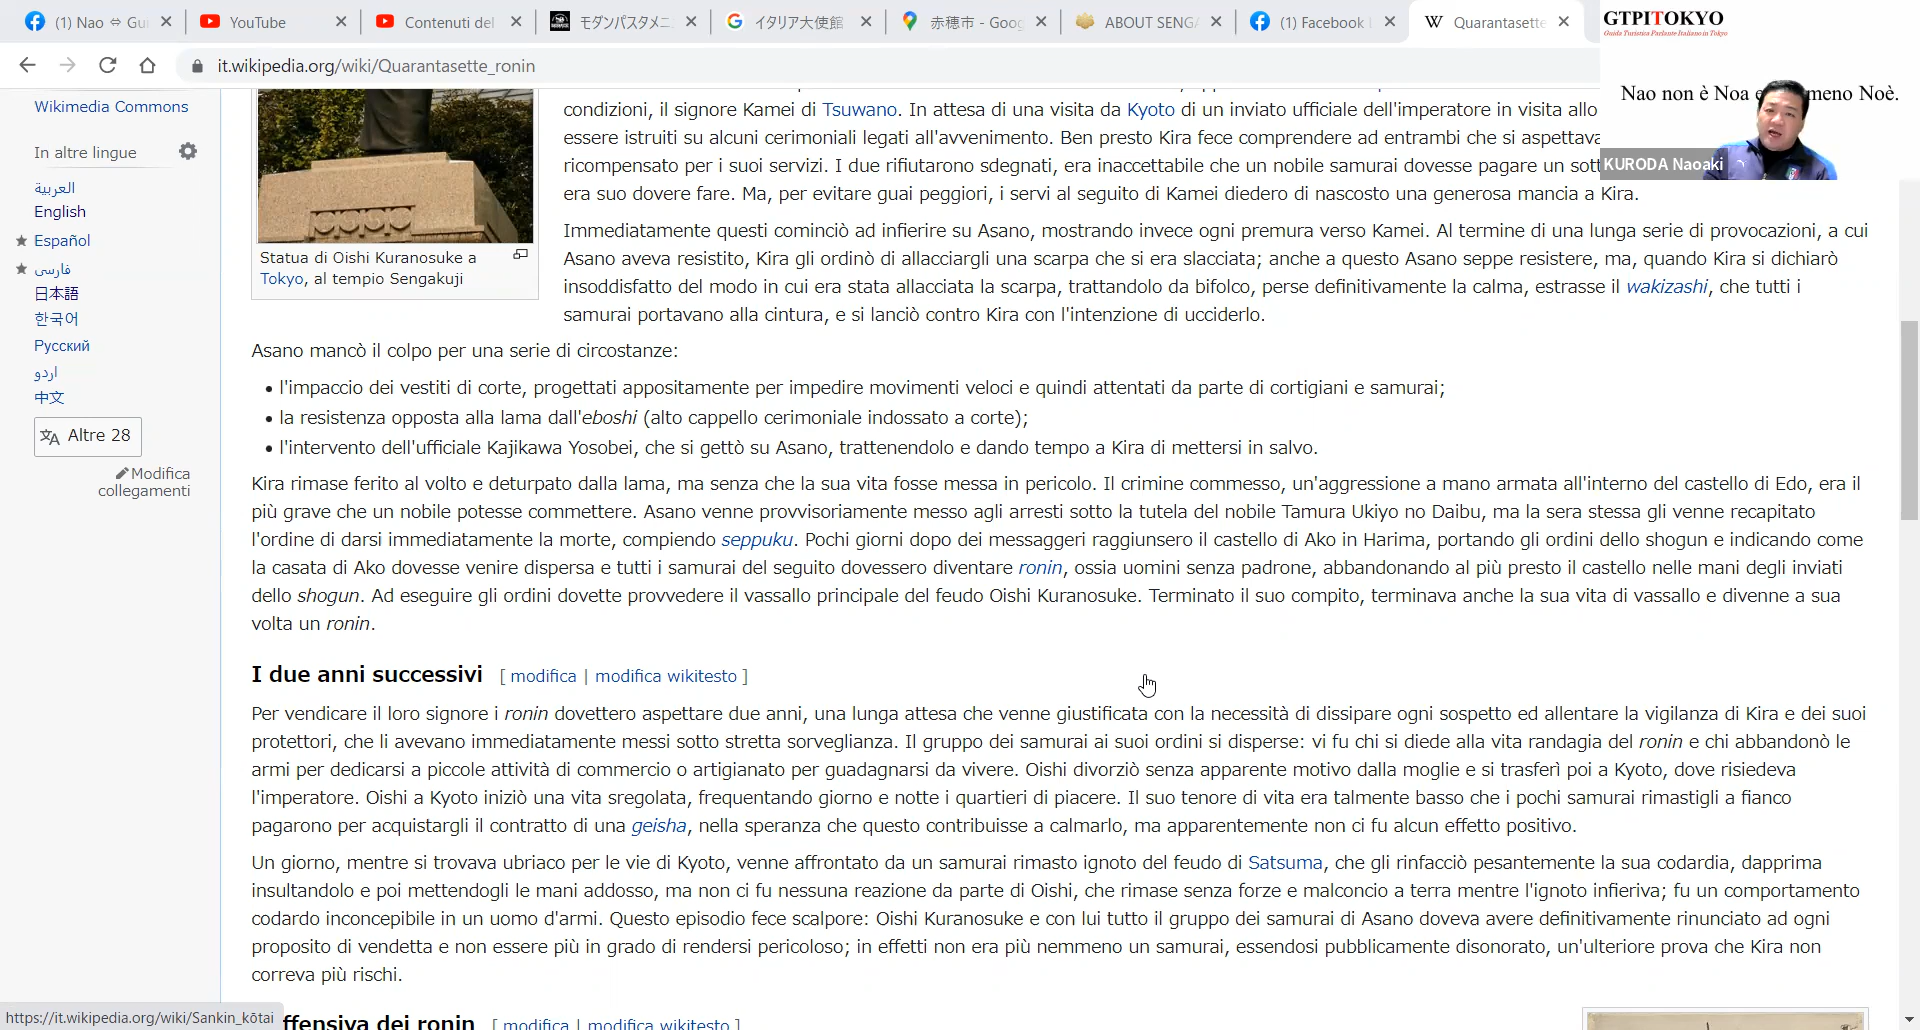 (1) Nao ⇔ Gu
YouTube
Contenuti del
モダンパスタメニ
イタリア大使館
赤穂市 - Goog
ABOUT SENGA
(1) Facebook
Quarantasette
GTPITOKYO
Guida Turistica Parlante Italiano in Tokyo
it.wikipedia.org/wiki/Quarantasette_ronin
Nao non è Noa e meno Noè.
KURODA Naoaki
Wikimedia Commons
In altre lingue
العربية
English
Español
فارسی
日本語
한국어
Русский
اردو
中文
Altre 28
Modifica
collegamenti
Statua di Oishi Kuranosuke a
Tokyo, al tempio Sengakuji
condizioni, il signore Kamei di Tsuwano. In attesa di una visita da Kyoto di un inviato ufficiale dell'imperatore in visita allo
essere istruiti su alcuni cerimoniali legati all'avvenimento. Ben presto Kira fece comprendere ad entrambi che si aspettava
ricompensato per i suoi servizi. I due rifiutarono sdegnati, era inaccettabile che un nobile samurai dovesse pagare un sott
era suo dovere fare. Ma, per evitare guai peggiori, i servi al seguito di Kamei diedero di nascosto una generosa mancia a Kira.
Immediatamente questi cominciò ad infierire su Asano, mostrando invece ogni premura verso Kamei. Al termine di una lunga serie di provocazioni, a cui
Asano aveva resistito, Kira gli ordinò di allacciargli una scarpa che si era slacciata; anche a questo Asano seppe resistere, ma, quando Kira si dichiarò
insoddisfatto del modo in cui era stata allacciata la scarpa, trattandolo da bifolco, perse definitivamente la calma, estrasse il wakizashi, che tutti i
samurai portavano alla cintura, e si lanciò contro Kira con l'intenzione di ucciderlo.
Asano mancò il colpo per una serie di circostanze:
• l'impaccio dei vestiti di corte, progettati appositamente per impedire movimenti veloci e quindi attentati da parte di cortigiani e samurai;
• la resistenza opposta alla lama dall'eboshi (alto cappello cerimoniale indossato a corte);
• l'intervento dell'ufficiale Kajikawa Yosobei, che si gettò su Asano, trattenendolo e dando tempo a Kira di mettersi in salvo.
Kira rimase ferito al volto e deturpato dalla lama, ma senza che la sua vita fosse messa in pericolo. Il crimine commesso, un'aggressione a mano armata all'interno del castello di Edo, era il
più grave che un nobile potesse commettere. Asano venne provvisoriamente messo agli arresti sotto la tutela del nobile Tamura Ukiyo no Daibu, ma la sera stessa gli venne recapitato
l'ordine di darsi immediatamente la morte, compiendo seppuku. Pochi giorni dopo dei messaggeri raggiunsero il castello di Ako in Harima, portando gli ordini dello shogun e indicando come
la casata di Ako dovesse venire dispersa e tutti i samurai del seguito dovessero diventare ronin, ossia uomini senza padrone, abbandonando al più presto il castello nelle mani degli inviati
dello shogun. Ad eseguire gli ordini dovette provvedere il vassallo principale del feudo Oishi Kuranosuke. Terminato il suo compito, terminava anche la sua vita di vassallo e divenne a sua
volta un ronin.
I due anni successivi [ modifica | modifica wikitesto ]
Per vendicare il loro signore i ronin dovettero aspettare due anni, una lunga attesa che venne giustificata con la necessità di dissipare ogni sospetto ed allentare la vigilanza di Kira e dei suoi
protettori, che li avevano immediatamente messi sotto stretta sorveglianza. Il gruppo dei samurai ai suoi ordini si disperse: vi fu chi si diede alla vita randagia del ronin e chi abbandonò le
armi per dedicarsi a piccole attività di commercio o artigianato per guadagnarsi da vivere. Oishi divorziò senza apparente motivo dalla moglie e si trasferì poi a Kyoto, dove risiedeva
l'imperatore. Oishi a Kyoto iniziò una vita sregolata, frequentando giorno e notte i quartieri di piacere. Il suo tenore di vita era talmente basso che i pochi samurai rimastigli a fianco
pagarono per acquistargli il contratto di una geisha, nella speranza che questo contribuisse a calmarlo, ma apparentemente non ci fu alcun effetto positivo.
Un giorno, mentre si trovava ubriaco per le vie di Kyoto, venne affrontato da un samurai rimasto ignoto del feudo di Satsuma, che gli rinfacciò pesantemente la sua codardia, dapprima
insultandolo e poi mettendogli le mani addosso, ma non ci fu nessuna reazione da parte di Oishi, che rimase senza forze e malconcio a terra mentre l'ignoto infieriva; fu un comportamento
codardo inconcepibile in un uomo d'armi. Questo episodio fece scalpore: Oishi Kuranosuke e con lui tutto il gruppo dei samurai di Asano doveva avere definitivamente rinunciato ad ogni
proposito di vendetta e non essere più in grado di rendersi pericoloso; in effetti non era più nemmeno un samurai, essendosi pubblicamente disonorato, un'ulteriore prova che Kira non
correva più rischi.
https://it.wikipedia.org/wiki/Sankin_kōtai
ffensiva dei ronin [ modifica | modifica wikitesto ]